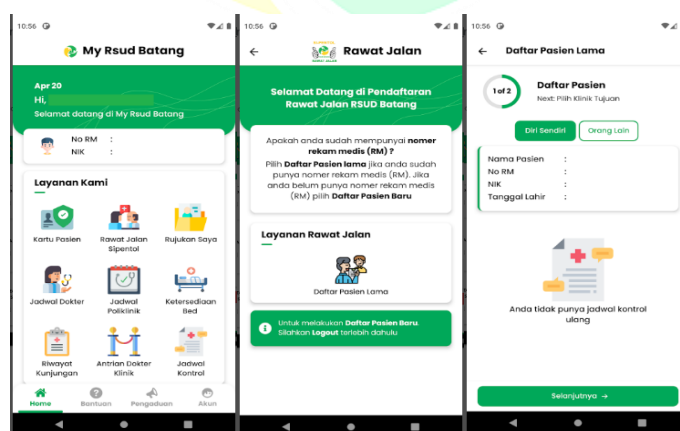 10:56
My Rsud Batang
Apr 20
Hi,
Selamat datang di My Rsud Batang
No RM :
NIK :
Layanan Kami
Kartu Pasien
Rawat Jalan
Sipentol
Rujukan Saya
Jadwal Dokter
Jadwal
Poliklinik
Ketersediaan
Bed
Riwayat
Kunjungan
Antrian Dokter
Klinik
Jadwal
Kontrol
Home
Bantuan
Pengaduan
Akun
10:56
Rawat Jalan
Selamat Datang di Pendaftaran
Rawat Jalan RSUD Batang
Apakah anda sudah mempunyai nomer
rekam medis (RM) ?
Pilih Daftar Pasien lama jika anda sudah
punya nomer rekam medis (RM). Jika
anda belum punya nomer rekam medis
(RM) pilih Daftar Pasien Baru
Layanan Rawat Jalan
Daftar Pasien Lama
Untuk melakukan Daftar Pasien Baru.
Silahkan Logout terlebih dahulu
10:56
Daftar Pasien Lama
1 of 2
Daftar Pasien
Next: Pilih Klinik Tujuan
Diri Sendiri
Orang Lain
Nama Pasien :
No RM :
NIK :
Tanggal Lahir :
Anda tidak punya jadwal kontrol
ulang
Selanjutnya →